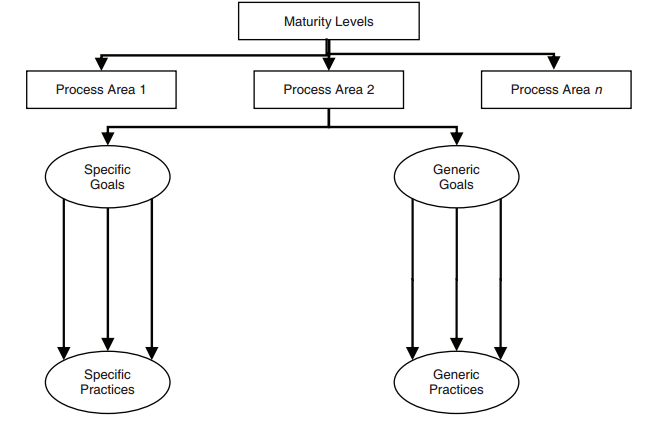 Maturity Levels
Process Area 1
Process Area 2
Process Area n
Specific
Goals
Generic
Goals
Specific
Practices
Generic
Practices